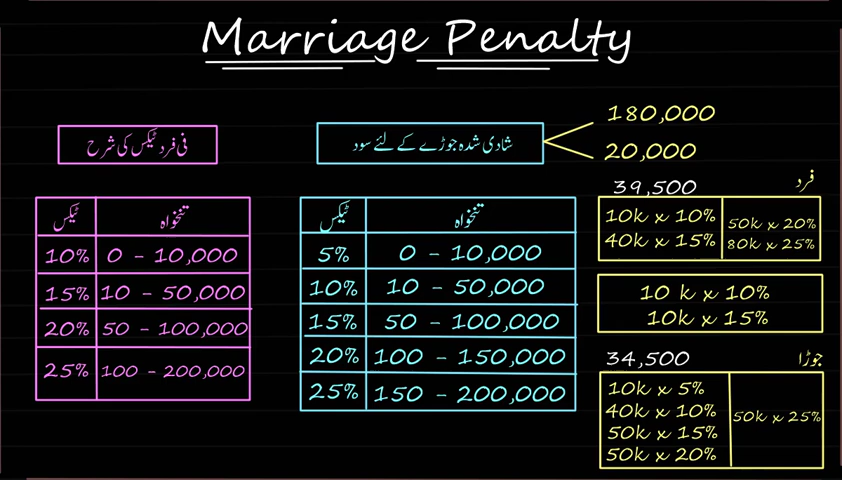 Marriage Penalty
فی فرد ٹیکس کی شرح
شادی شدہ جوڑے کے لئے سود
180,000
20,000
ٹیکس تنخواہ
10% 0 - 10,000
15% 10 - 50,000
20% 50 - 100,000
25% 100 - 200,000
ٹیکس تنخواہ
5% 0 - 10,000
10% 10 - 50,000
15% 50 - 100,000
20% 100 - 150,000
25% 150 - 200,000
39,500 فرد
10k x 10%
40k x 15%
50k x 20%
80k x 25%
10 k x 10%
10k x 15%
34,500 جوڑا
10k x 5%
40k x 10%
50k x 15%
50k x 20%
50k x 25%